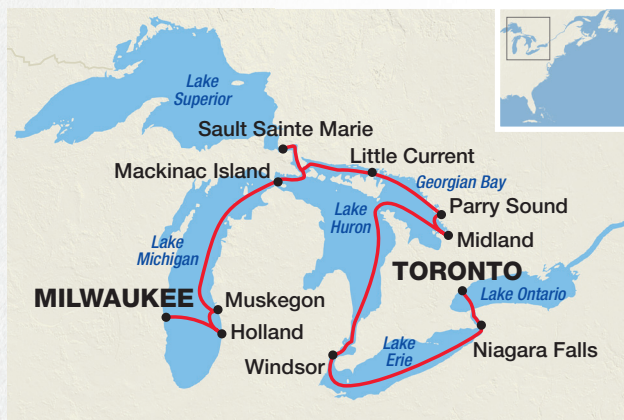 Lake
Superior
Sault Sainte Marie
Mackinac Island
Little Current
Georgian Bay
Parry Sound
Lake
Huron
Midland
Lake
Michigan
TORONTO
Lake Ontario
MILWAUKEE
Muskegon
Holland
Windsor
Lake
Erie
Niagara Falls